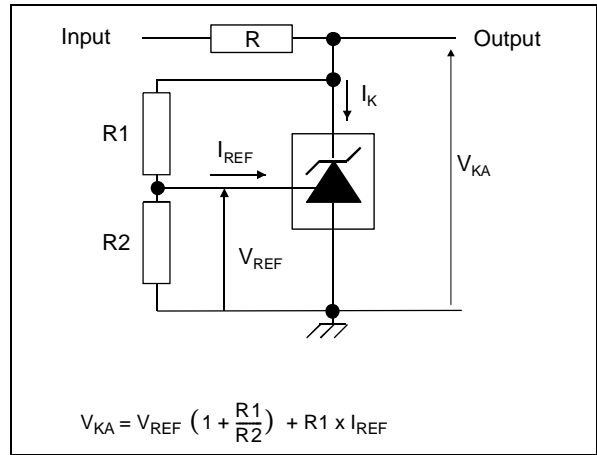 Input R Output
I_K
R1
I_REF
V_KA
R2
V_REF
V_KA = V_REF (1 + R1/R2) + R1 x I_REF